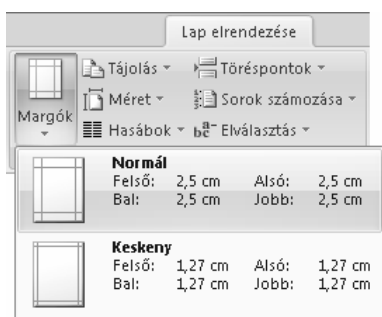 Lap elrendezése
Margók
Tájolás
Töréspontok
Méret
Sorok számozása
Hasábok
bc- Elválasztás
Normál
Felső: 2,5 cm Alsó: 2,5 cm
Bal: 2,5 cm Jobb: 2,5 cm
Keskeny
Felső: 1,27 cm Alsó: 1,27 cm
Bal: 1,27 cm Jobb: 1,27 cm